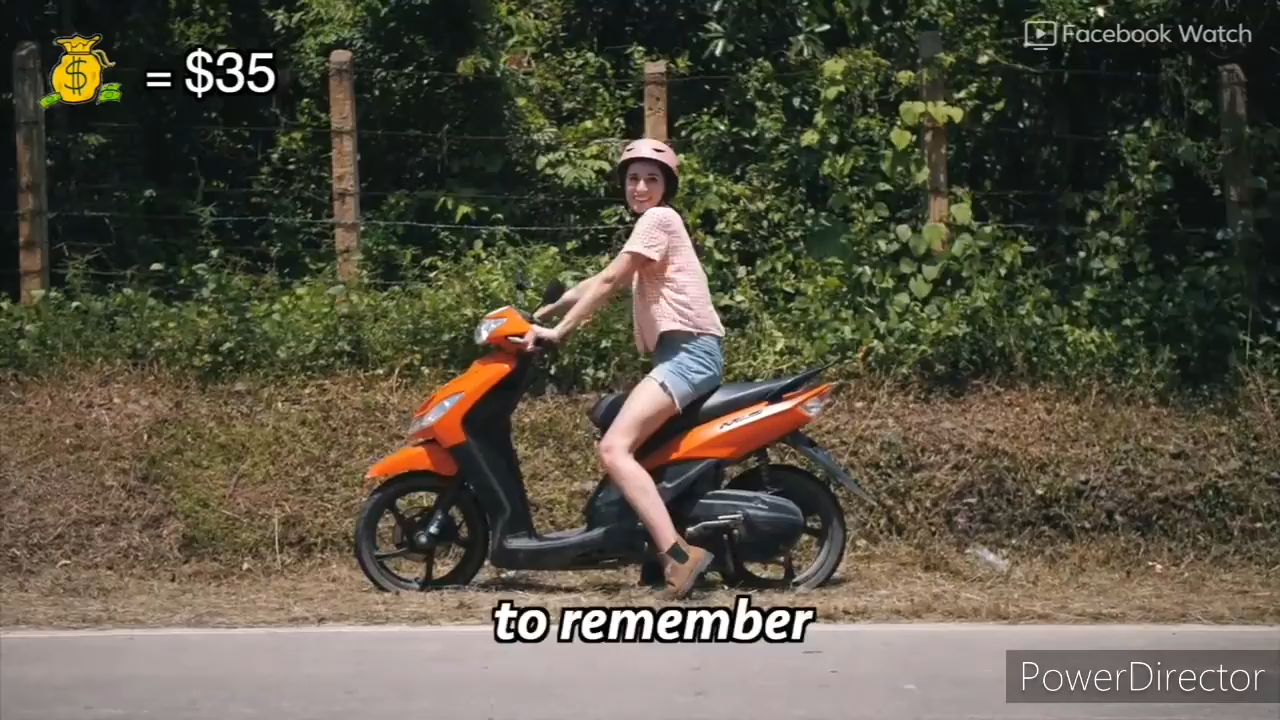 $
= $35
Facebook Watch
to remember
PowerDirector